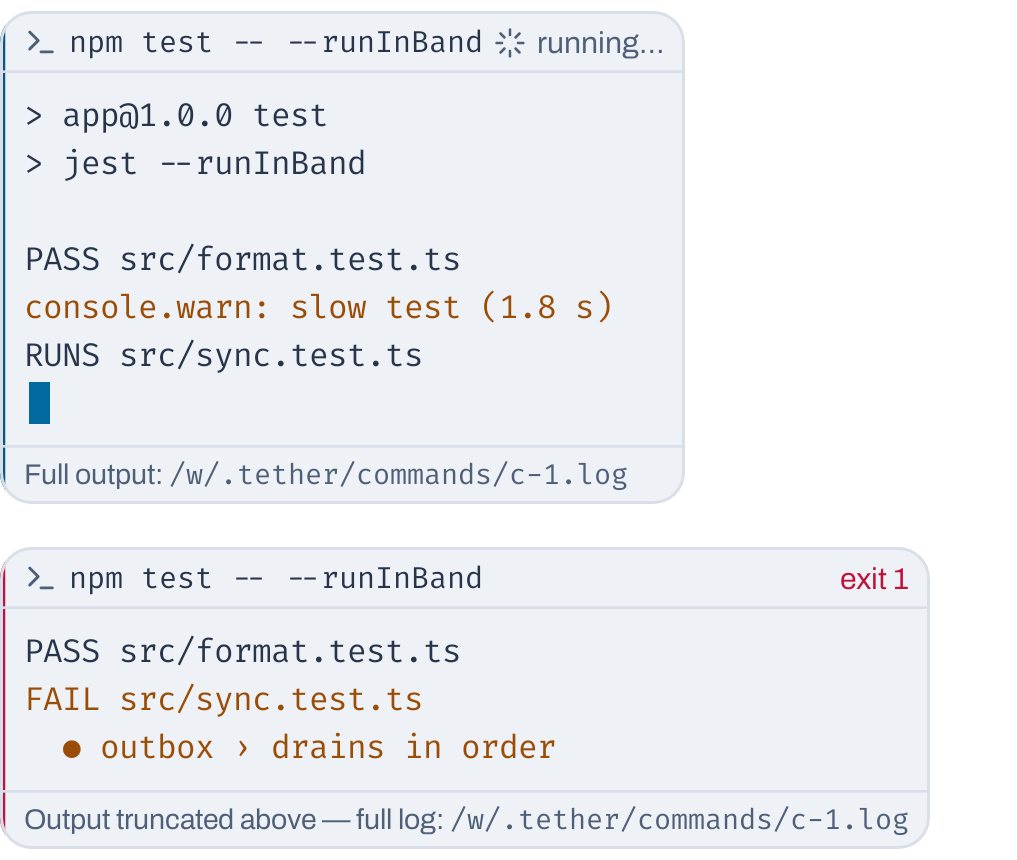 >_ npm test -- --runInBand running…
> app@1.0.0 test
> jest --runInBand
PASS src/format.test.ts
console.warn: slow test (1.8 s)
RUNS src/sync.test.ts
Full output: /w/.tether/commands/c-1.log
>_ npm test -- --runInBand exit 1
PASS src/format.test.ts
FAIL src/sync.test.ts
● outbox › drains in order
Output truncated above — full log: /w/.tether/commands/c-1.log